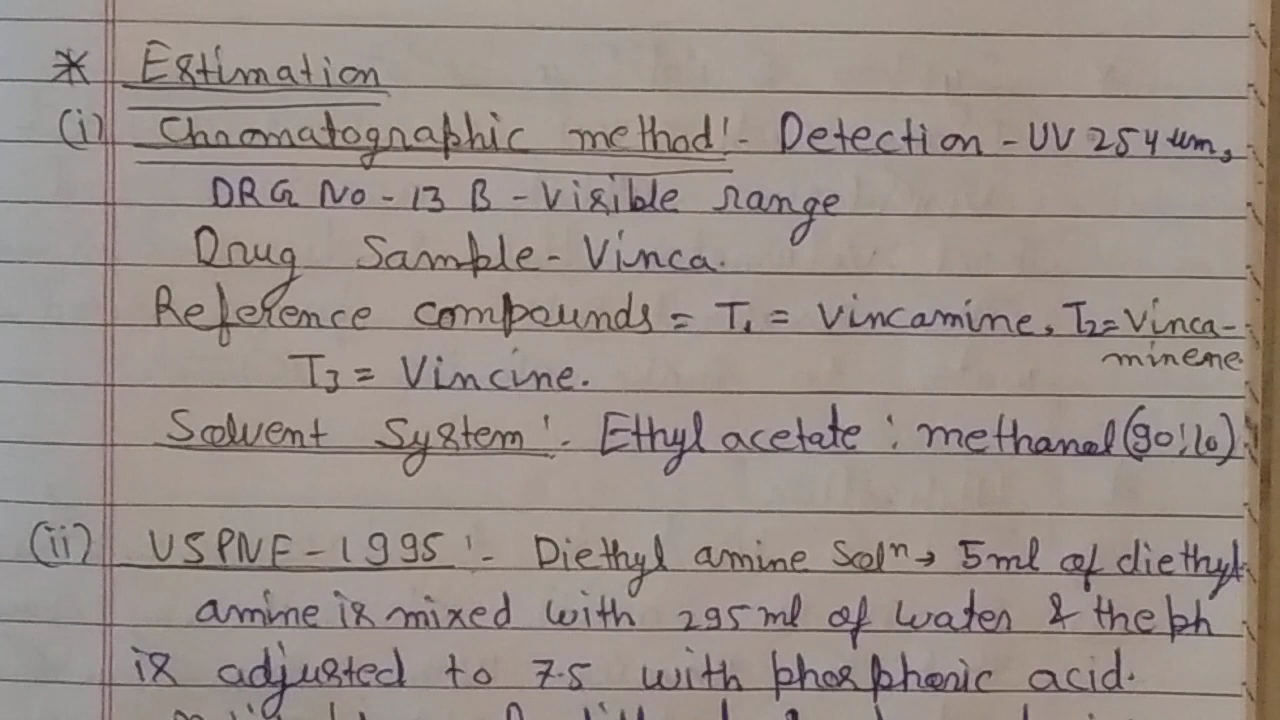 * Estimation
(i) Chromatographic method:- Detection - UV 254 um,
DRG No - 13 B - Visible range
Drug Sample - Vinca.
Reference compounds = T1 = Vincamine, T2 = Vinca-
minene.
T3 = Vincine.
Solvent System:- Ethyl acetate : methanol (90:10)
(ii) USPNF - 1995 :- Diethyl amine Solⁿ → 5ml of diethyl
amine is mixed with 295 ml of water & the ph
is adjusted to 7.5 with phosphoric acid.